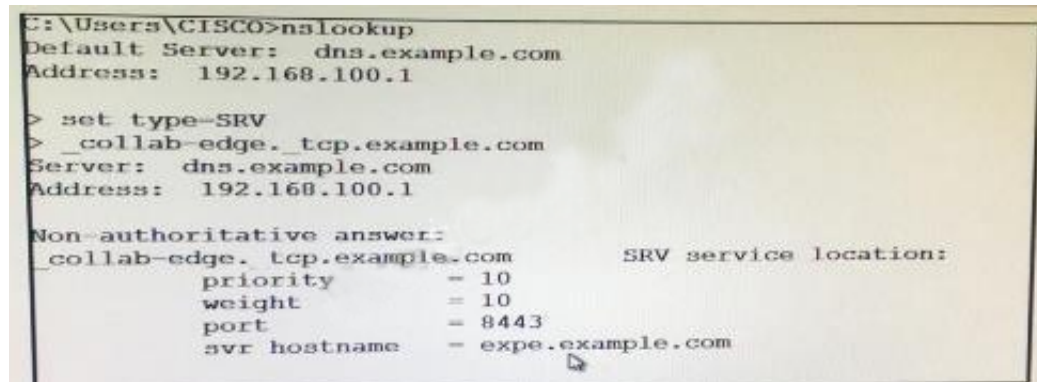 C:\Users\CISCO>nslookup
Default Server: dns.example.com
Address: 192.168.100.1
> set type=SRV
> _collab-edge._tcp.example.com
Server: dns.example.com
Address: 192.168.100.1
Non-authoritative answer:
_collab-edge._tcp.example.com SRV service location:
priority = 10
weight = 10
port = 8443
svr hostname = expe.example.com